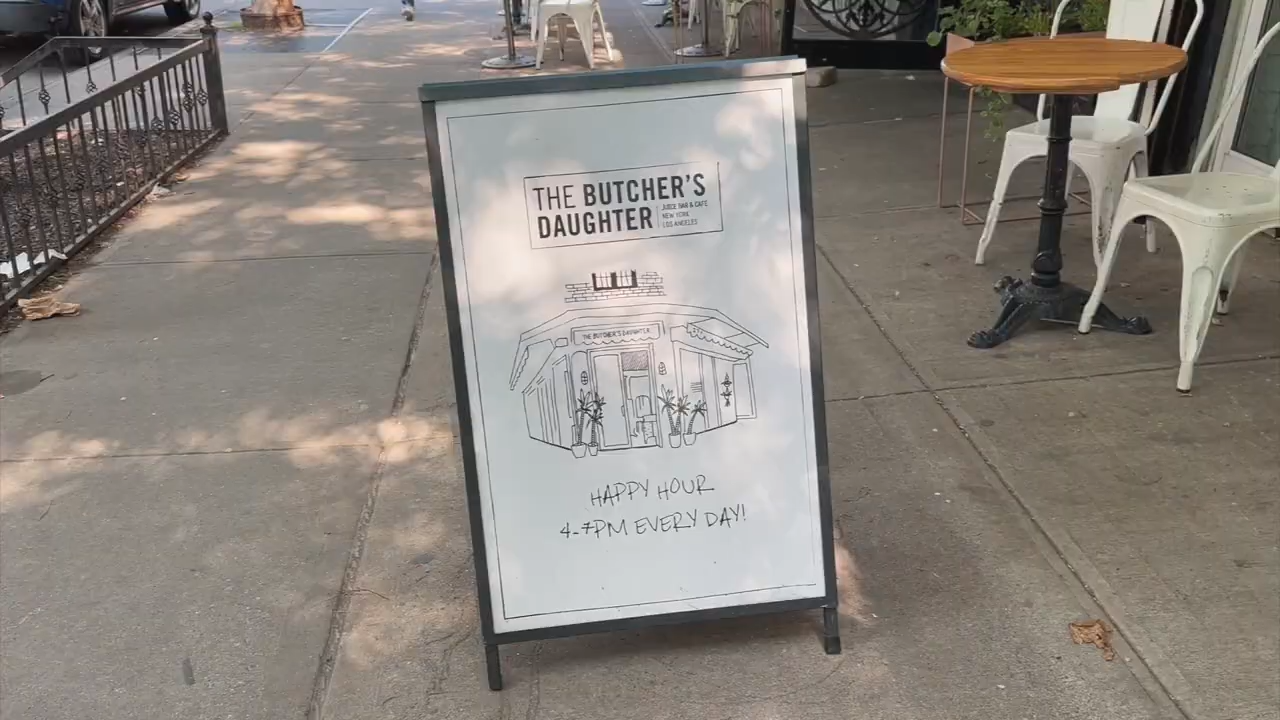 THE BUTCHER'S
DAUGHTER
JUICE BAR & CAFE
NEW YORK
LOS ANGELES
THE BUTCHER'S DAUGHTER
HAPPY HOUR
4-7PM EVERY DAY!